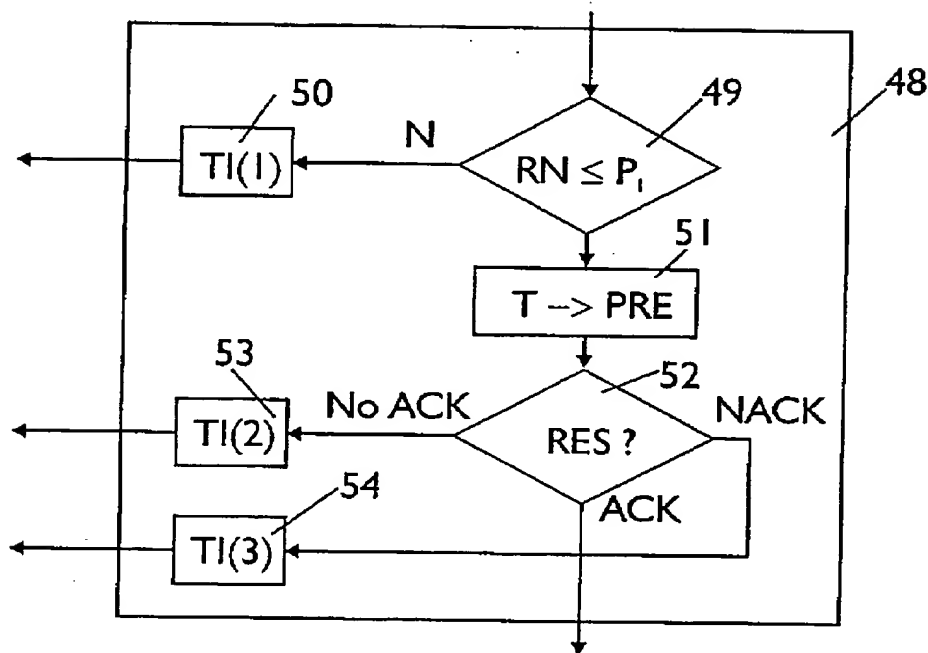 50
49
48
N
TI(1)
RN ≤ Pᵢ
51
T --> PRE
53
52
No ACK
NACK
TI(2)
RES ?
54
ACK
TI(3)